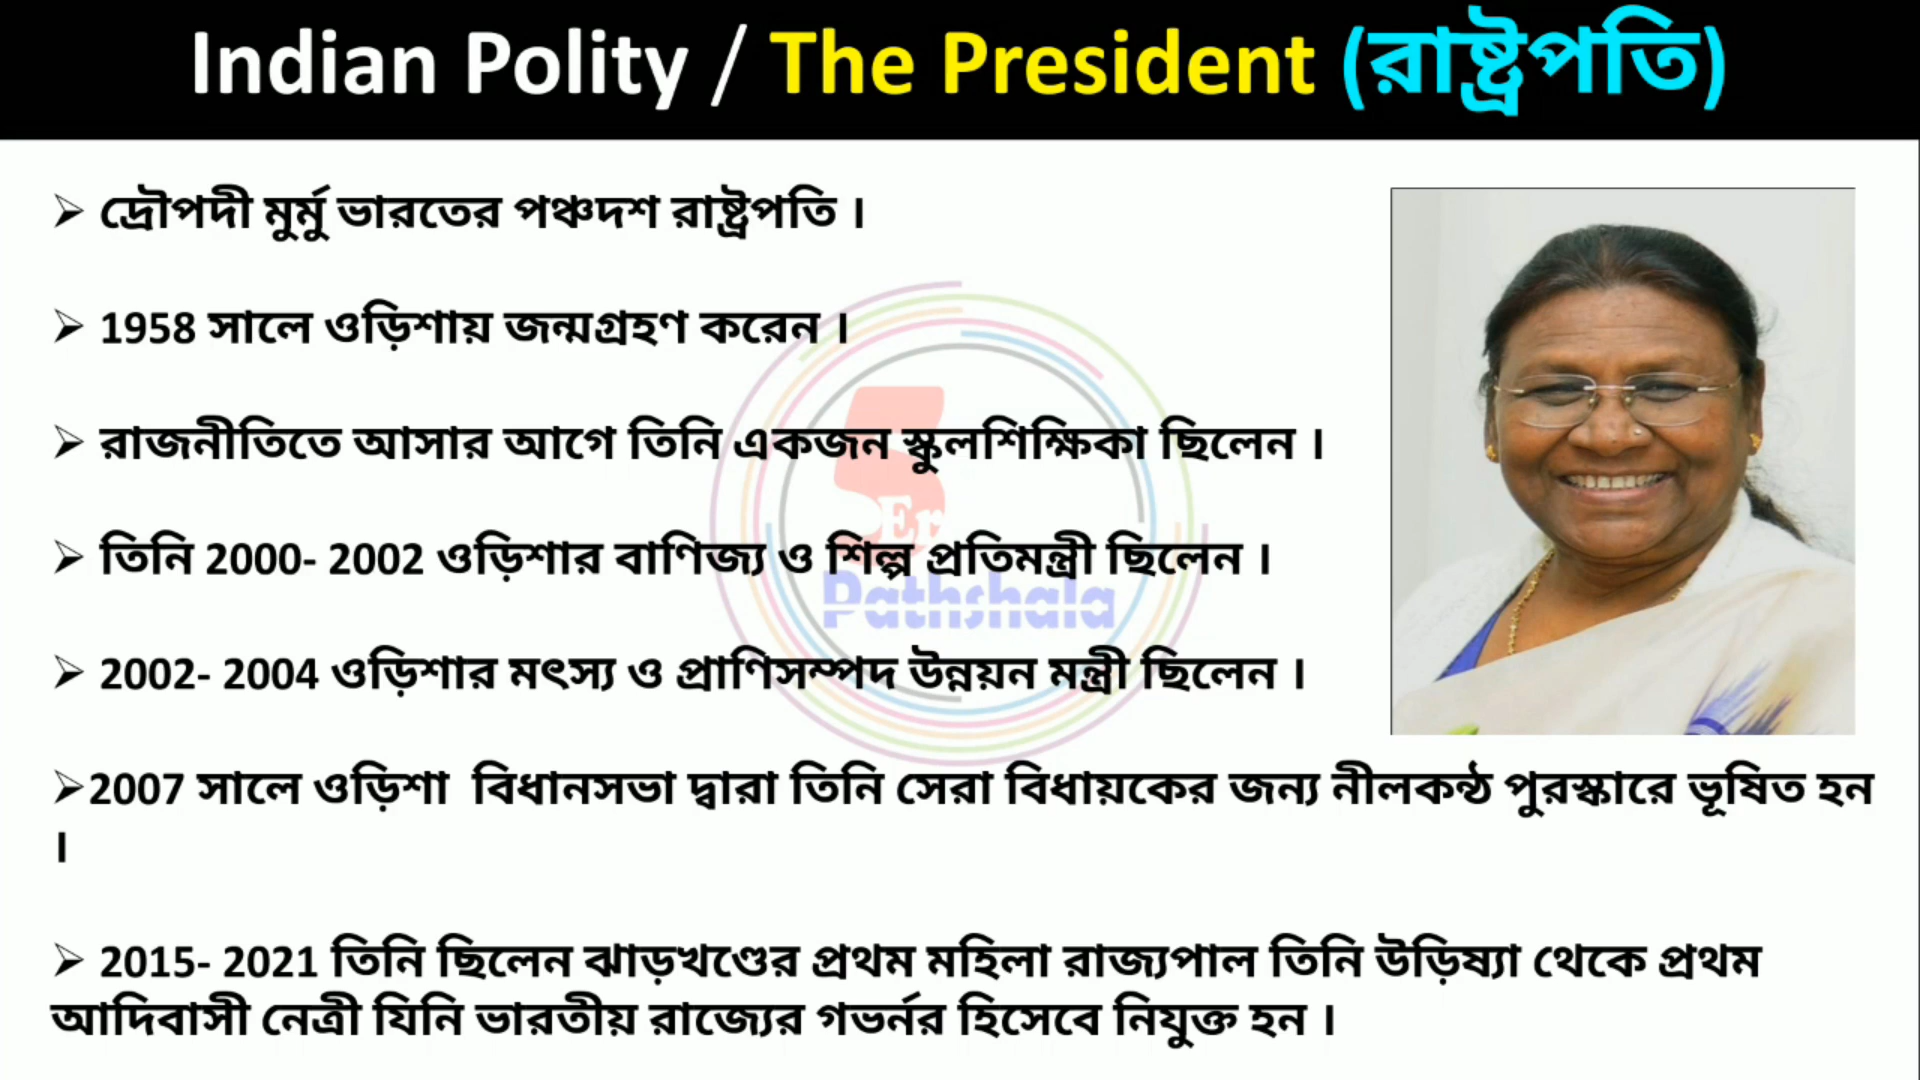 Indian Polity / The President (রাষ্ট্রপতি)
➢ দ্রৌপদী মুর্মু ভারতের পঞ্চদশ রাষ্ট্রপতি ।
➢ 1958 সালে ওড়িশায় জন্মগ্রহণ করেন ।
➢ রাজনীতিতে আসার আগে তিনি একজন স্কুলশিক্ষিকা ছিলেন ।
➢ তিনি 2000- 2002 ওড়িশার বাণিজ্য ও শিল্প প্রতিমন্ত্রী ছিলেন ।
Pathshala
➢ 2002- 2004 ওড়িশার মৎস্য ও প্রাণিসম্পদ উন্নয়ন মন্ত্রী ছিলেন ।
➢2007 সালে ওড়িশা বিধানসভা দ্বারা তিনি সেরা বিধায়কের জন্য নীলকন্ঠ পুরস্কারে ভূষিত হন
।
➢ 2015- 2021 তিনি ছিলেন ঝাড়খণ্ডের প্রথম মহিলা রাজ্যপাল তিনি উড়িষ্যা থেকে প্রথম
আদিবাসী নেত্রী যিনি ভারতীয় রাজ্যের গভর্নর হিসেবে নিযুক্ত হন ।